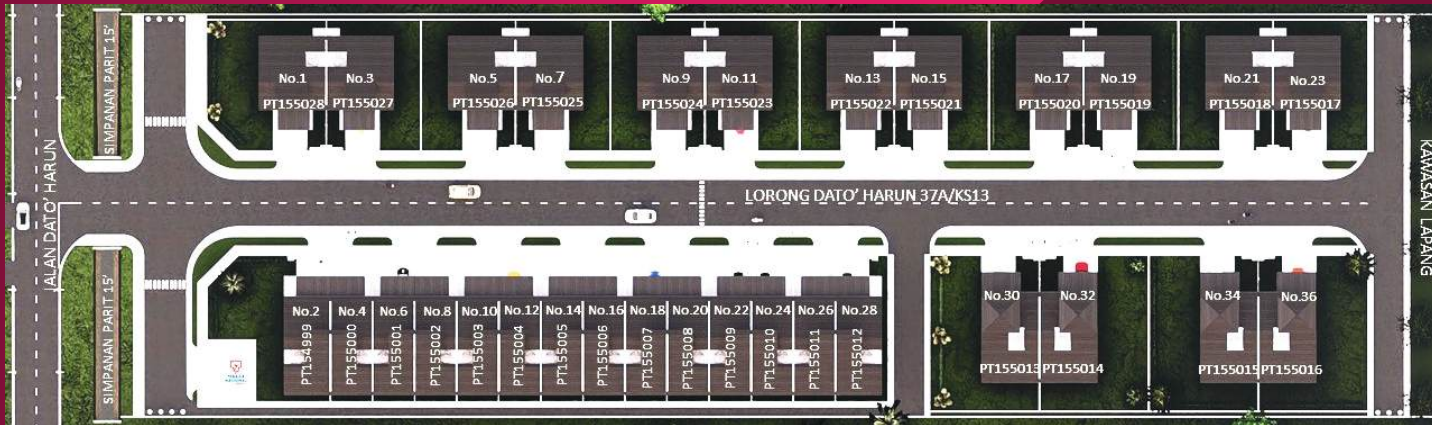 SIMPANAN PARIT 15'
No.1
No.3
No.5
No.7
No.9
No.11
No.13
No.15
No.17
No.19
No.21
No.23
PT155028
PT155027
PT155026
PT155025
PT155024
PT155023
PT155022
PT155021
PT155020
PT155019
PT155018
PT155017
JALAN DATO' HARUN
LORONG DATO' HARUN 37A/KS13
KAWASAN LAPANG
SIMPANAN PARIT 15'
No.2
No.4
No.6
No.8
No.10
No.12
No.14
No.16
No.18
No.20
No.22
No.24
No.26
No.28
PT154999
PT155000
PT155001
PT155002
PT155003
PT155004
PT155005
PT155006
PT155007
PT155008
PT155009
PT155010
PT155011
PT155012
No.30
No.32
No.34
No.36
PT155013
PT155014
PT155015
PT155016